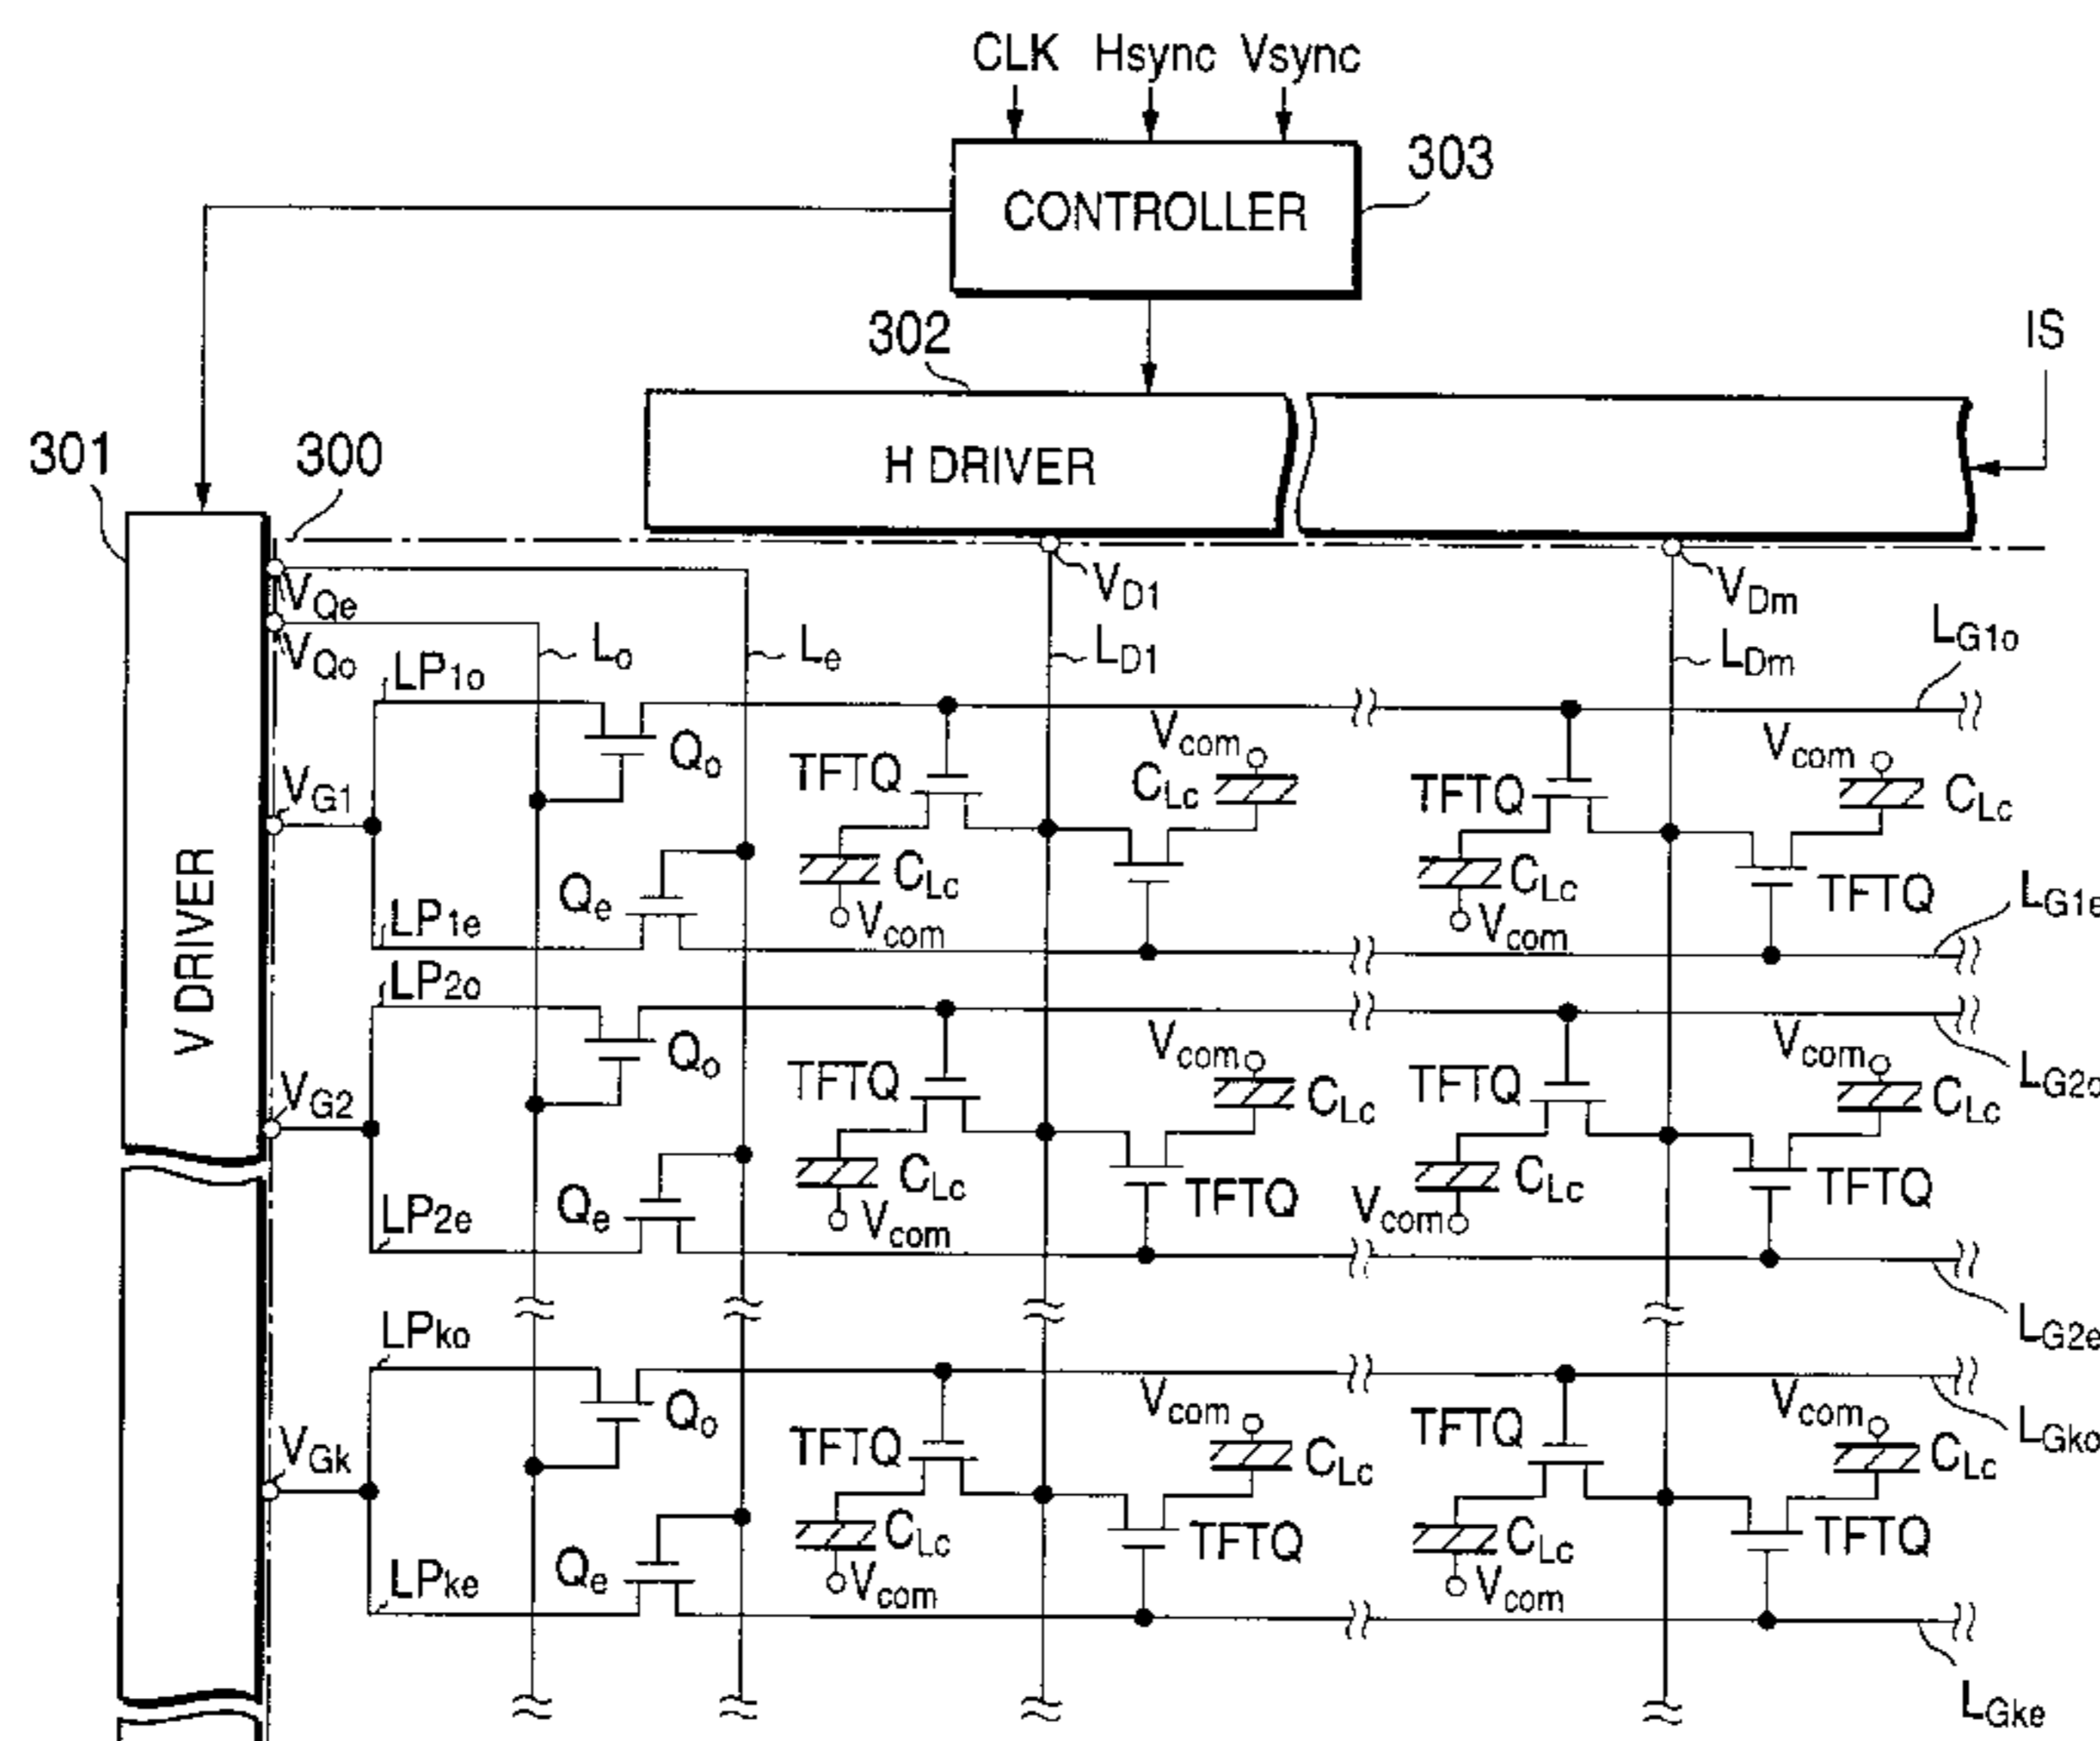 CLK Hsync Vsync
303
CONTROLLER
302
IS
301
300
H DRIVER
VQe
VD1
VDm
VQo
Lo
Le
LD1
LDm
LG1o
LP1o
Vcom
Vcom
Qo
TFTQ
CLc
TFTQ
CLc
VG1
V DRIVER
Qe
CLc
CLc
TFTQ
LG1e
LP1e
Vcom
Vcom
LP2o
Qo
Vcom
Vcom
LG2o
TFTQ
CLc
TFTQ
CLc
VG2
Qe
CLc
TFTQ
CLc
TFTQ
LP2e
Vcom
Vcom
LG2e
LPko
Qo
Vcom
Vcom
LGko
TFTQ
CLc
TFTQ
CLc
VGk
Qe
CLc
TFTQ
CLc
TFTQ
LPke
Vcom
Vcom
LGke